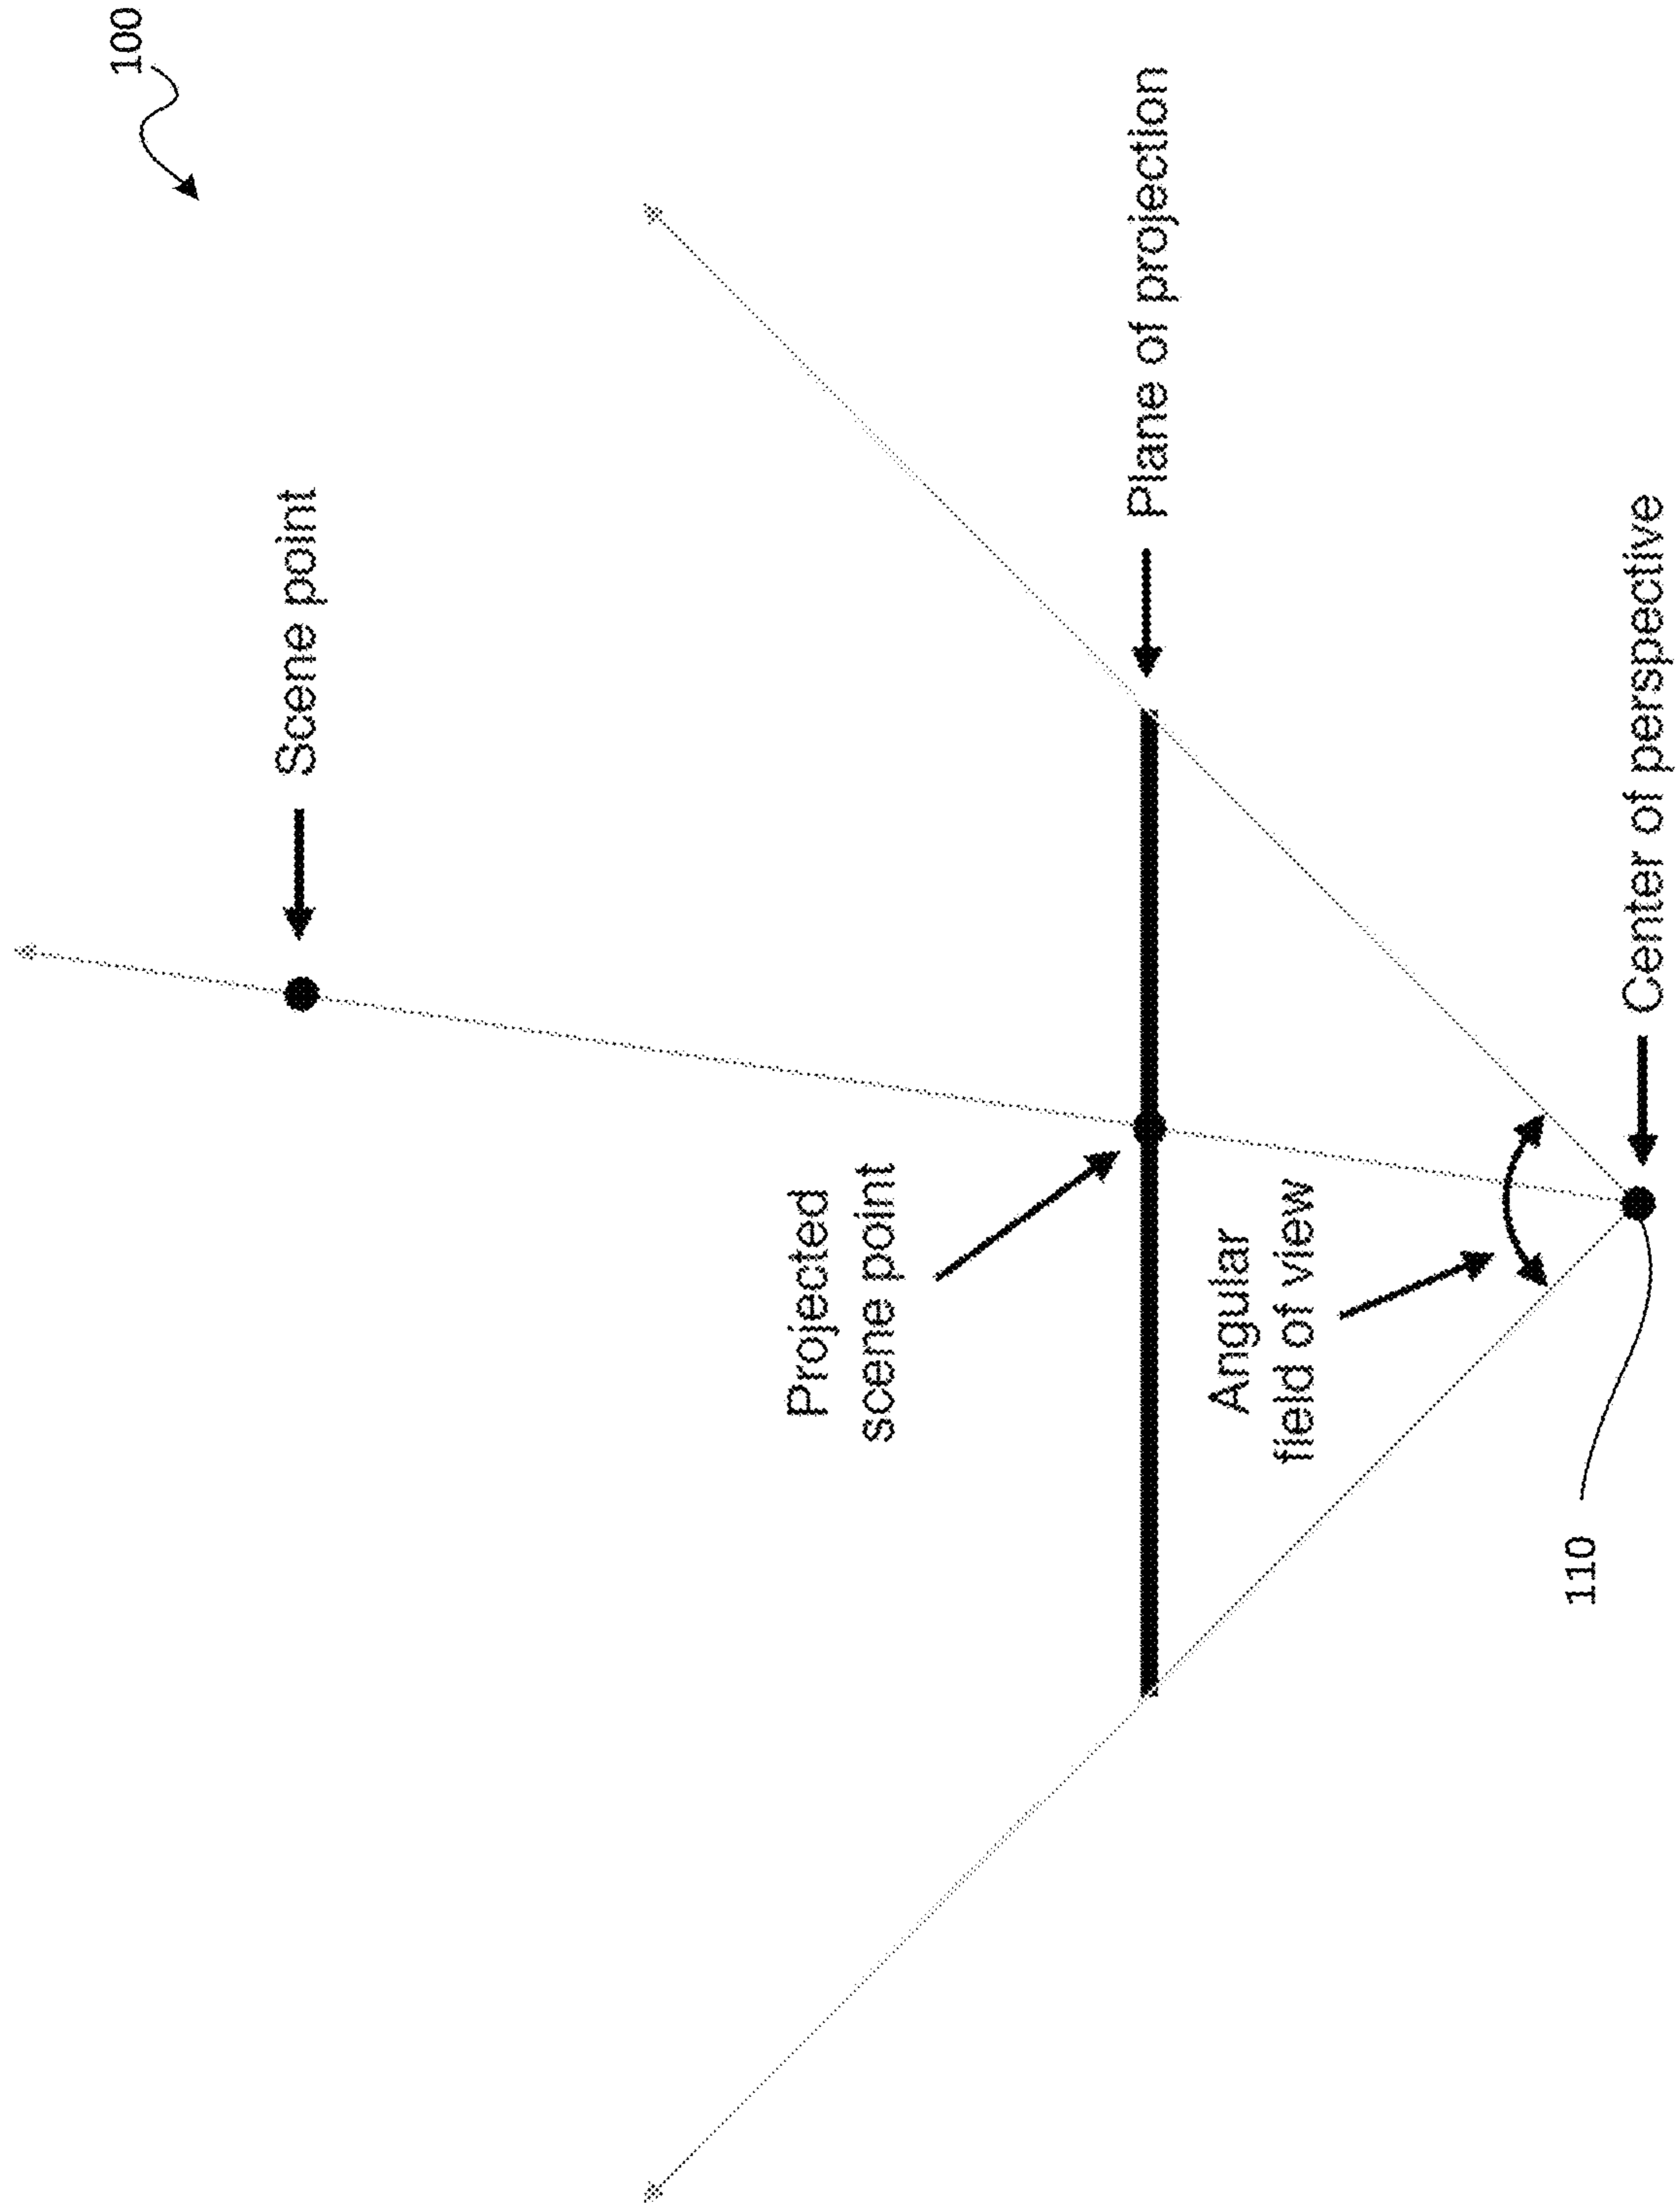 100
Scene point
Projected
scene point
Plane of projection
Angular
field of view
110
Center of perspective